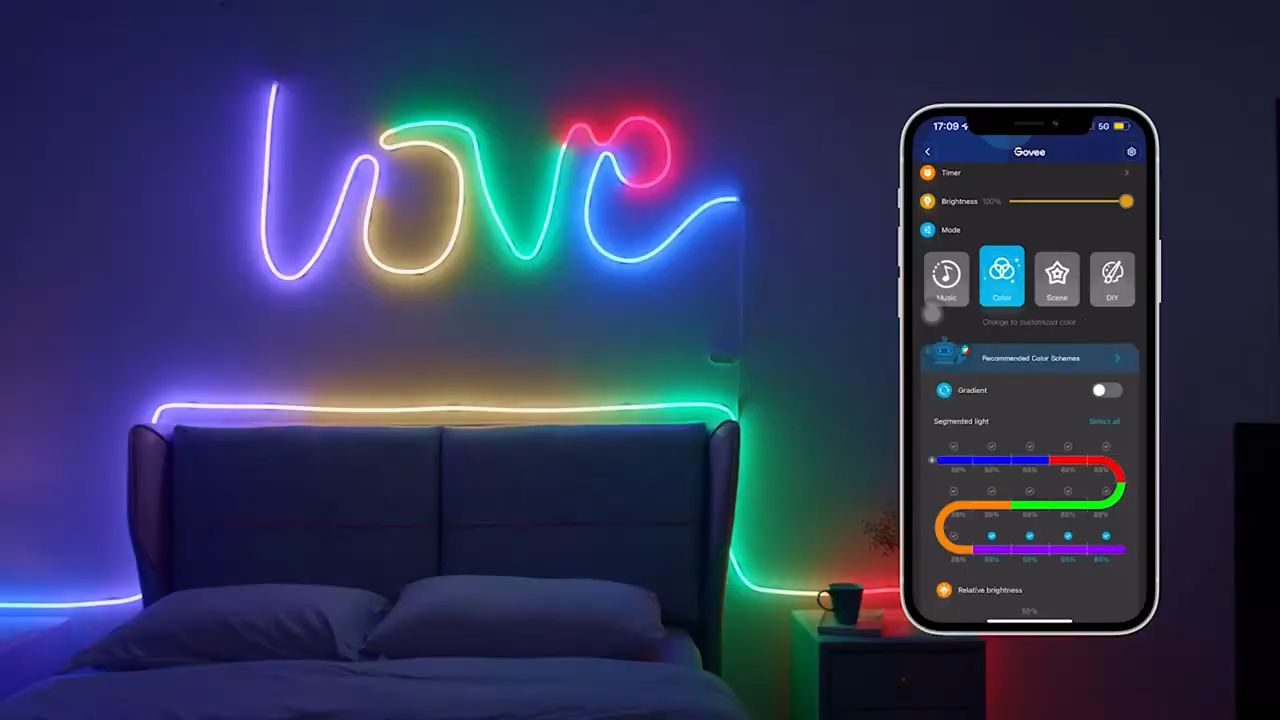 love
17:09
5G
Govee
Timer
Brightness 100%
Mode
Music Color Scene DIY
Change to customized color
Recommended Color Schemes
Gradient
Segmented light Select all
Relative brightness
50%